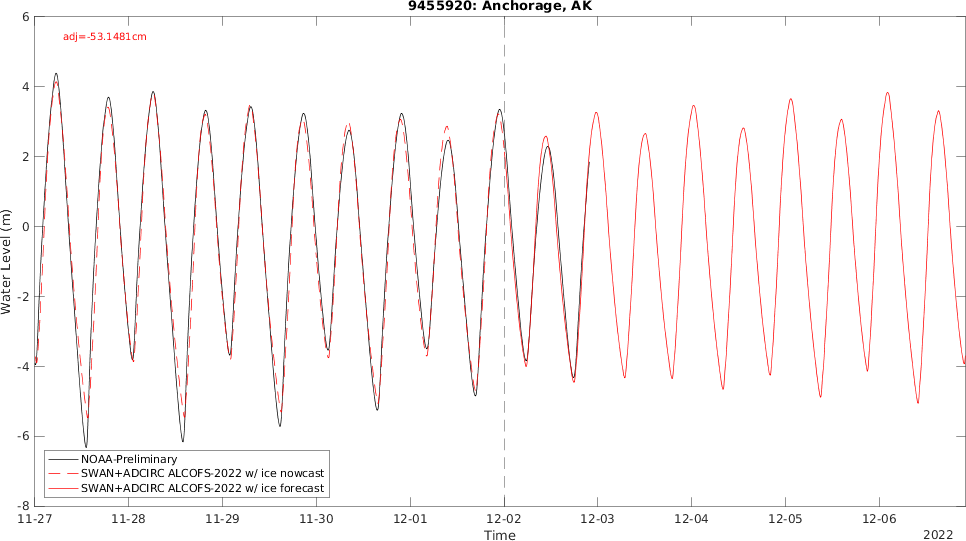 9455920: Anchorage, AK
adj=-53.1481cm
6
4
2
0
-2
-4
-6
-8
Water Level (m)
NOAA-Preliminary
SWAN+ADCIRC ALCOFS-2022 w/ ice nowcast
SWAN+ADCIRC ALCOFS-2022 w/ ice forecast
11-27 11-28 11-29 11-30 12-01 12-02 12-03 12-04 12-05 12-06
Time
2022